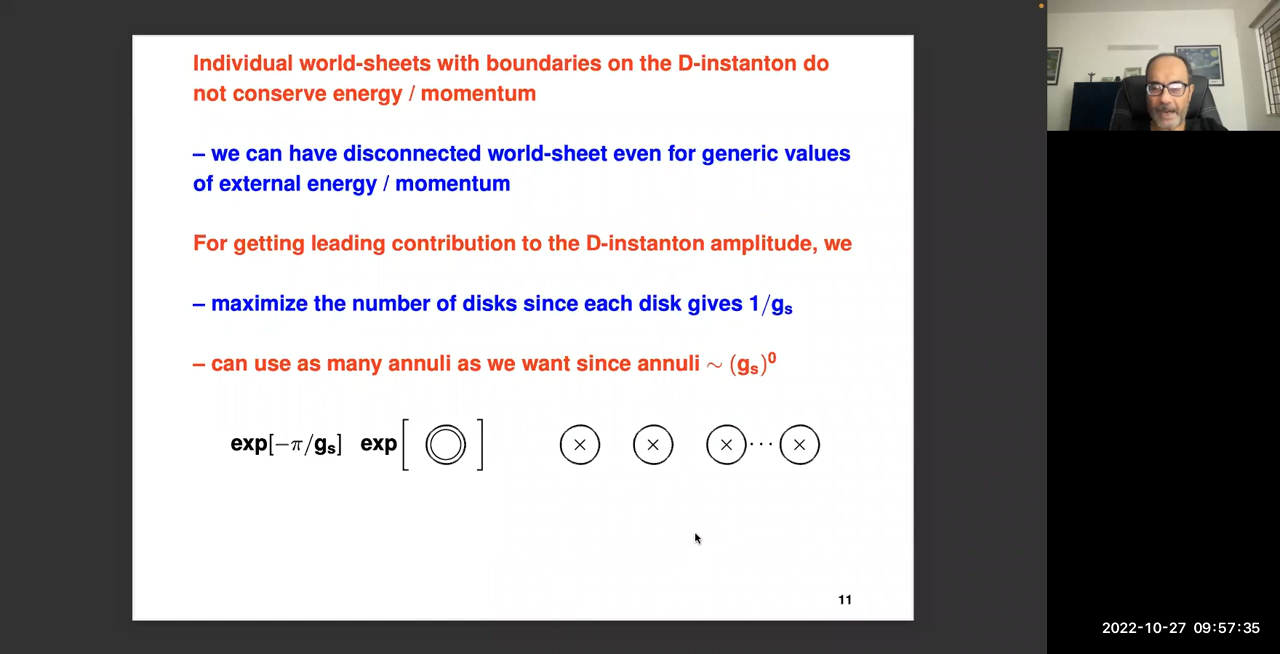 Individual world-sheets with boundaries on the D-instanton do
not conserve energy / momentum
– we can have disconnected world-sheet even for generic values
of external energy / momentum
For getting leading contribution to the D-instanton amplitude, we
– maximize the number of disks since each disk gives 1/gₛ
– can use as many annuli as we want since annuli ∼ (gₛ)⁰
exp[−π/gₛ] exp[ ] × × × ··· ×
11
2022-10-27 09:57:35